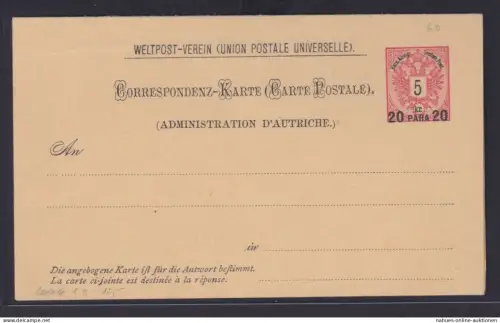 WELTPOST-VEREIN (UNION POSTALE UNIVERSELLE).
CORRESPONDENZ-KARTE (CARTE POSTALE),
(ADMINISTRATION D'AUTRICHE.)
5
KR.
20 PARA 20
An
in
Die angebogene Karte ist für die Antwort bestimmt.
La carte ci-jointe est destinée à la réponse.